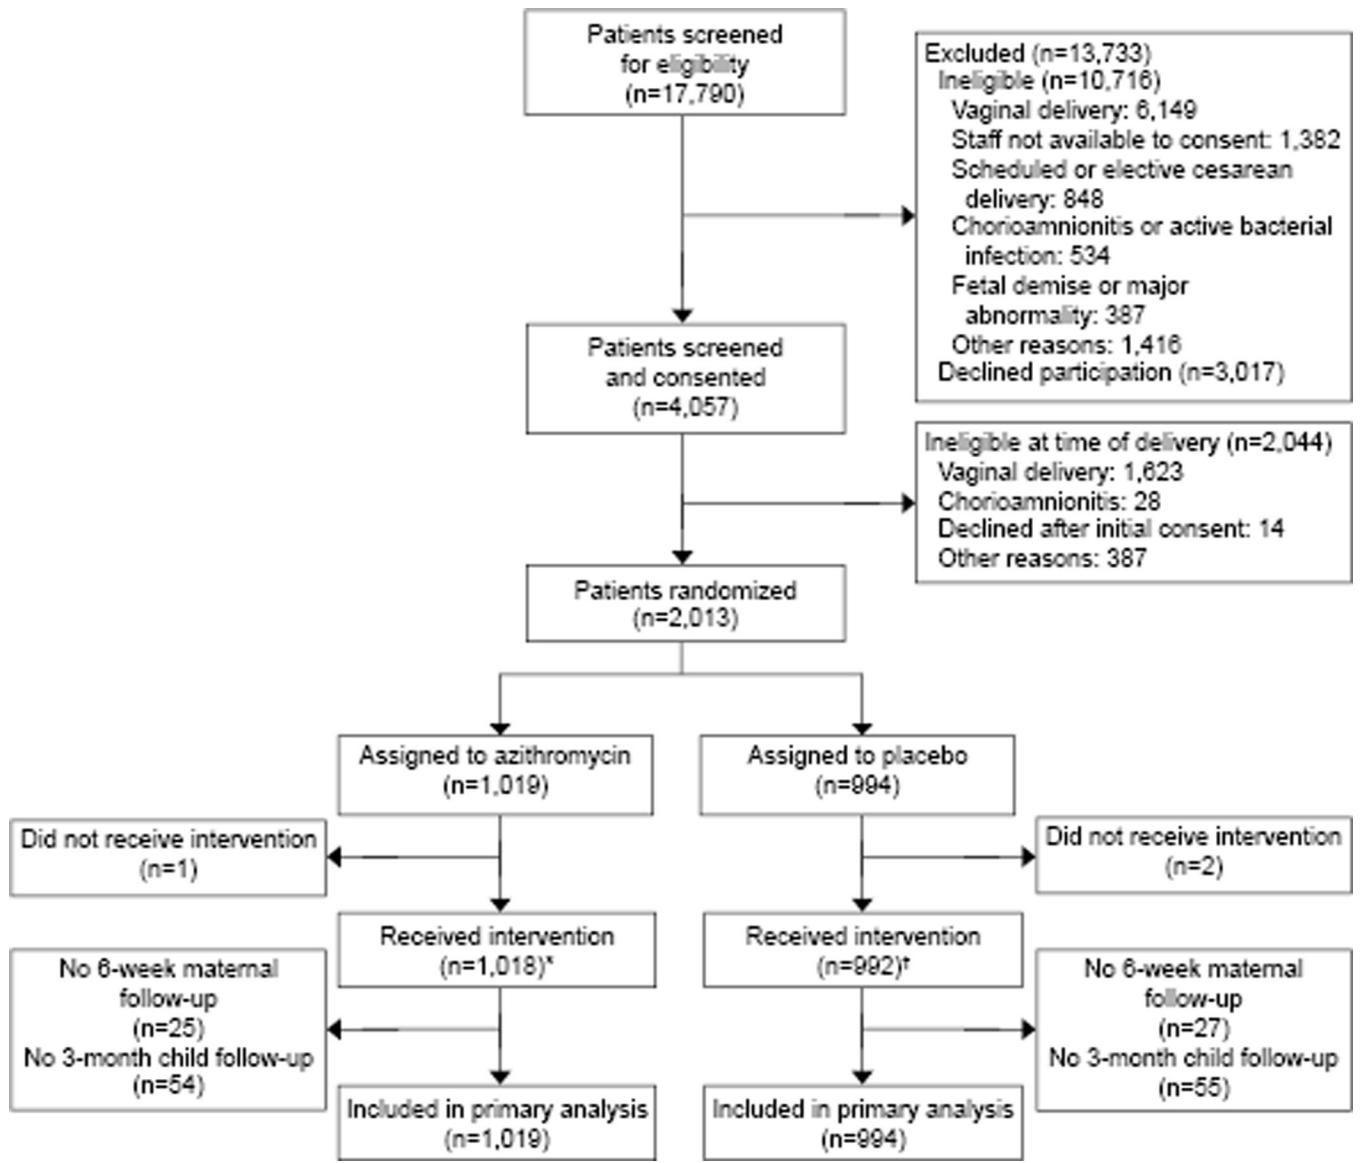 Patients screened
for eligibility
(n=17,790)
Excluded (n=13,733)
Ineligible (n=10,716)
Vaginal delivery: 6,149
Staff not available to consent: 1,382
Scheduled or elective cesarean
delivery: 848
Chorioamnionitis or active bacterial
infection: 534
Fetal demise or major
abnormality: 387
Other reasons: 1,416
Declined participation (n=3,017)
Patients screened
and consented
(n=4,057)
Ineligible at time of delivery (n=2,044)
Vaginal delivery: 1,623
Chorioamnionitis: 28
Declined after initial consent: 14
Other reasons: 387
Patients randomized
(n=2,013)
Assigned to azithromycin
(n=1,019)
Assigned to placebo
(n=994)
Did not receive intervention
(n=1)
Did not receive intervention
(n=2)
Received intervention
(n=1,018)*
Received intervention
(n=992)†
No 6-week maternal
follow-up
(n=25)
No 3-month child follow-up
(n=54)
No 6-week maternal
follow-up
(n=27)
No 3-month child follow-up
(n=55)
Included in primary analysis
(n=1,019)
Included in primary analysis
(n=994)